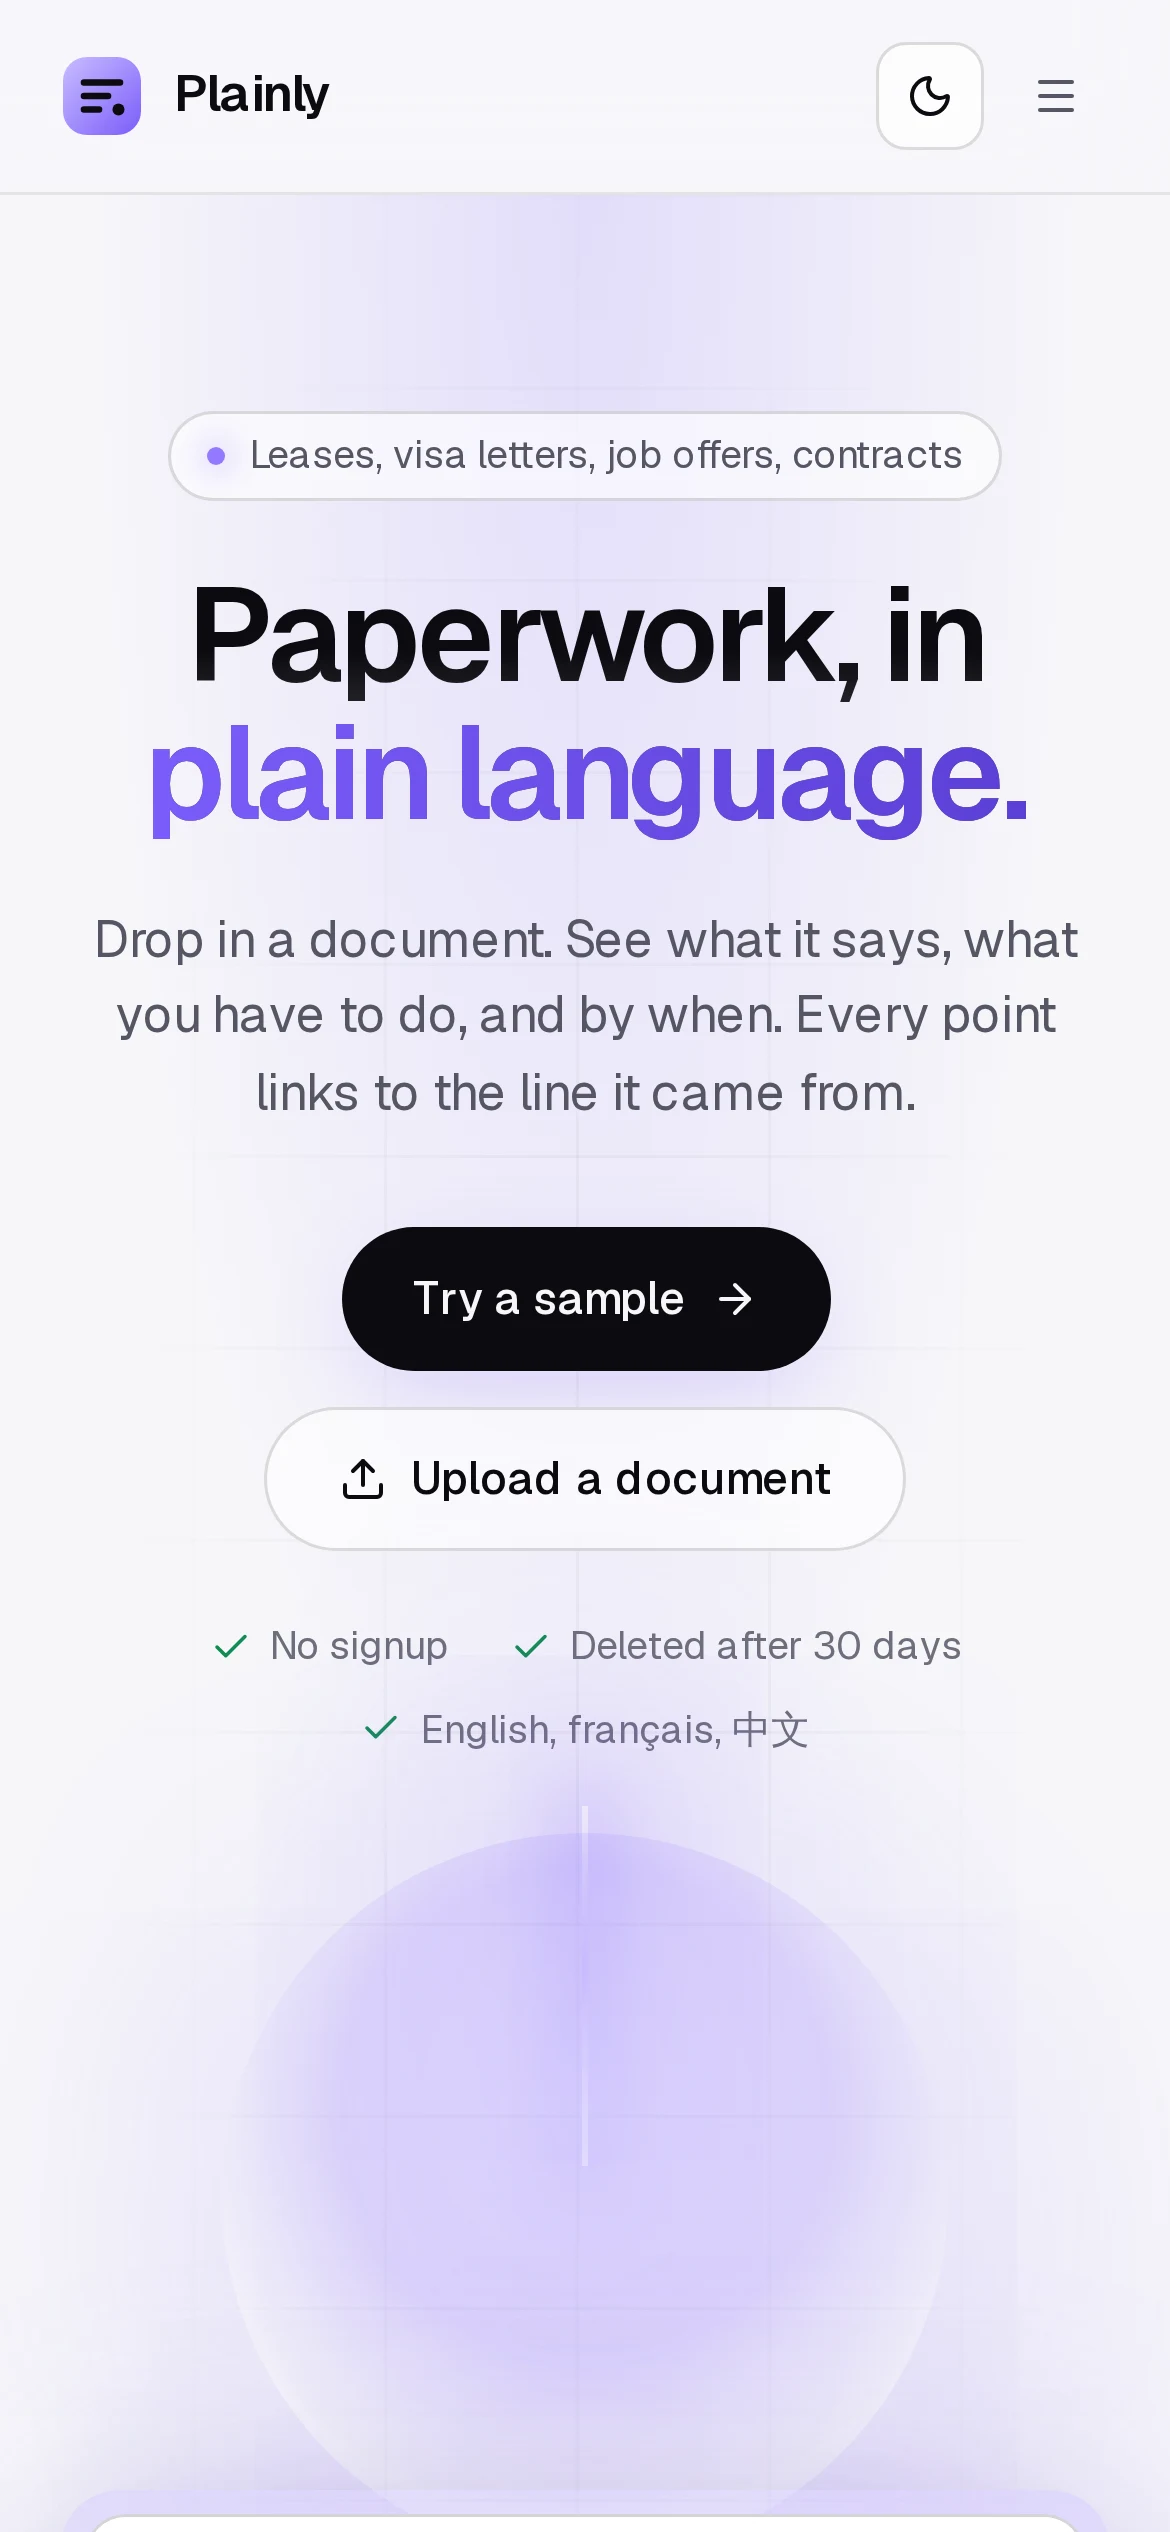 Plainly
Leases, visa letters, job offers, contracts
Paperwork, in
plain language.
Drop in a document. See what it says, what
you have to do, and by when. Every point
links to the line it came from.
Try a sample
Upload a document
No signup
Deleted after 30 days
English, français, 中文